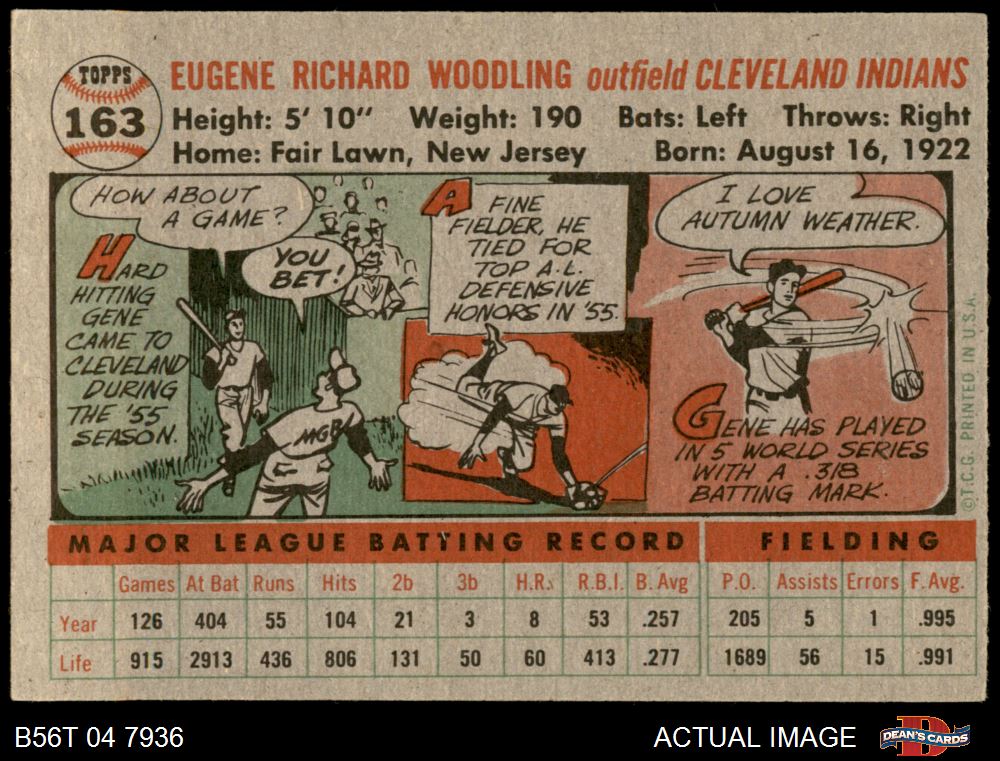 TOPPS
163
EUGENE RICHARD WOODLING outfield CLEVELAND INDIANS
Height: 5' 10" Weight: 190 Bats: Left Throws: Right
Home: Fair Lawn, New Jersey Born: August 16, 1922
HOW ABOUT
A GAME?
YOU
BET!
HARD
HITTING
GENE
CAME TO
CLEVELAND
DURING
THE '55
SEASON.
MGR
A FINE
FIELDER, HE
TIED FOR
TOP A.L.
DEFENSIVE
HONORS IN '55.
I LOVE
AUTUMN WEATHER.
GENE HAS PLAYED
IN 5 WORLD SERIES
WITH A .318
BATTING MARK.
©T.C.G. PRINTED IN U.S.A.
MAJOR LEAGUE BATTING RECORD FIELDING
Games At Bat Runs Hits 2b 3b H.R. R.B.I. B. Avg P.O. Assists Errors F. Avg.
Year 126 404 55 104 21 3 8 53 .257 205 5 1 .995
Life 915 2913 436 806 131 50 60 413 .277 1689 56 15 .991
B56T 04 7936 ACTUAL IMAGE DEAN'S CARDS